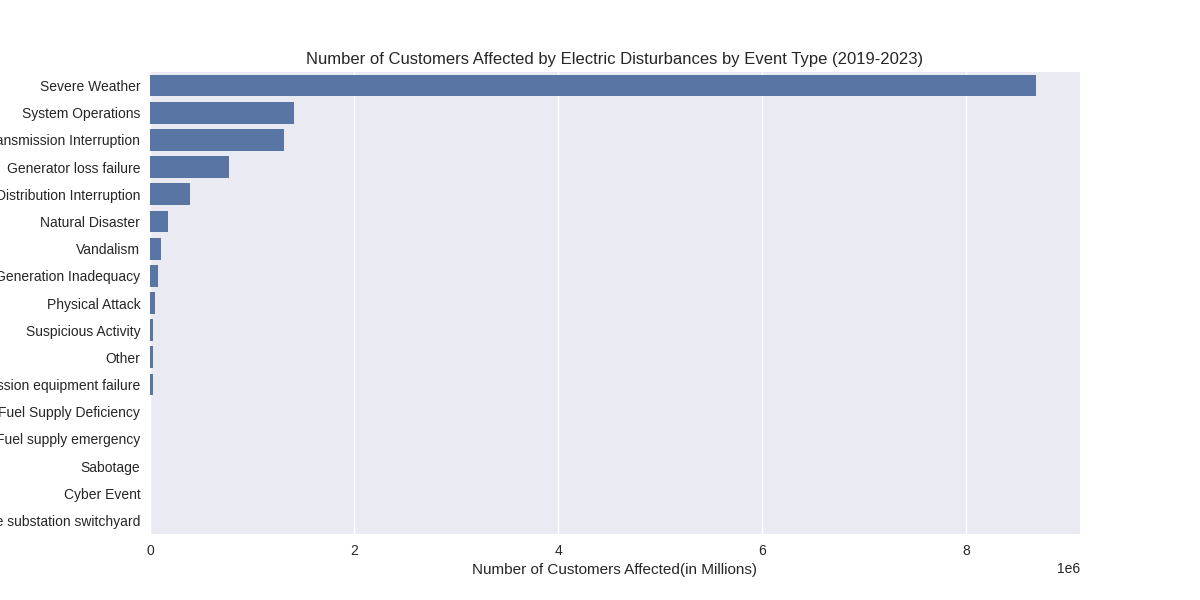 Number of Customers Affected by Electric Disturbances by Event Type (2019-2023)
Severe Weather
System Operations
ansmission Interruption
Generator loss failure
Distribution Interruption
Natural Disaster
Vandalism
Generation Inadequacy
Physical Attack
Suspicious Activity
Other
ssion equipment failure
Fuel Supply Deficiency
Fuel supply emergency
Sabotage
Cyber Event
e substation switchyard
0 2 4 6 8
Number of Customers Affected(in Millions)
1e6